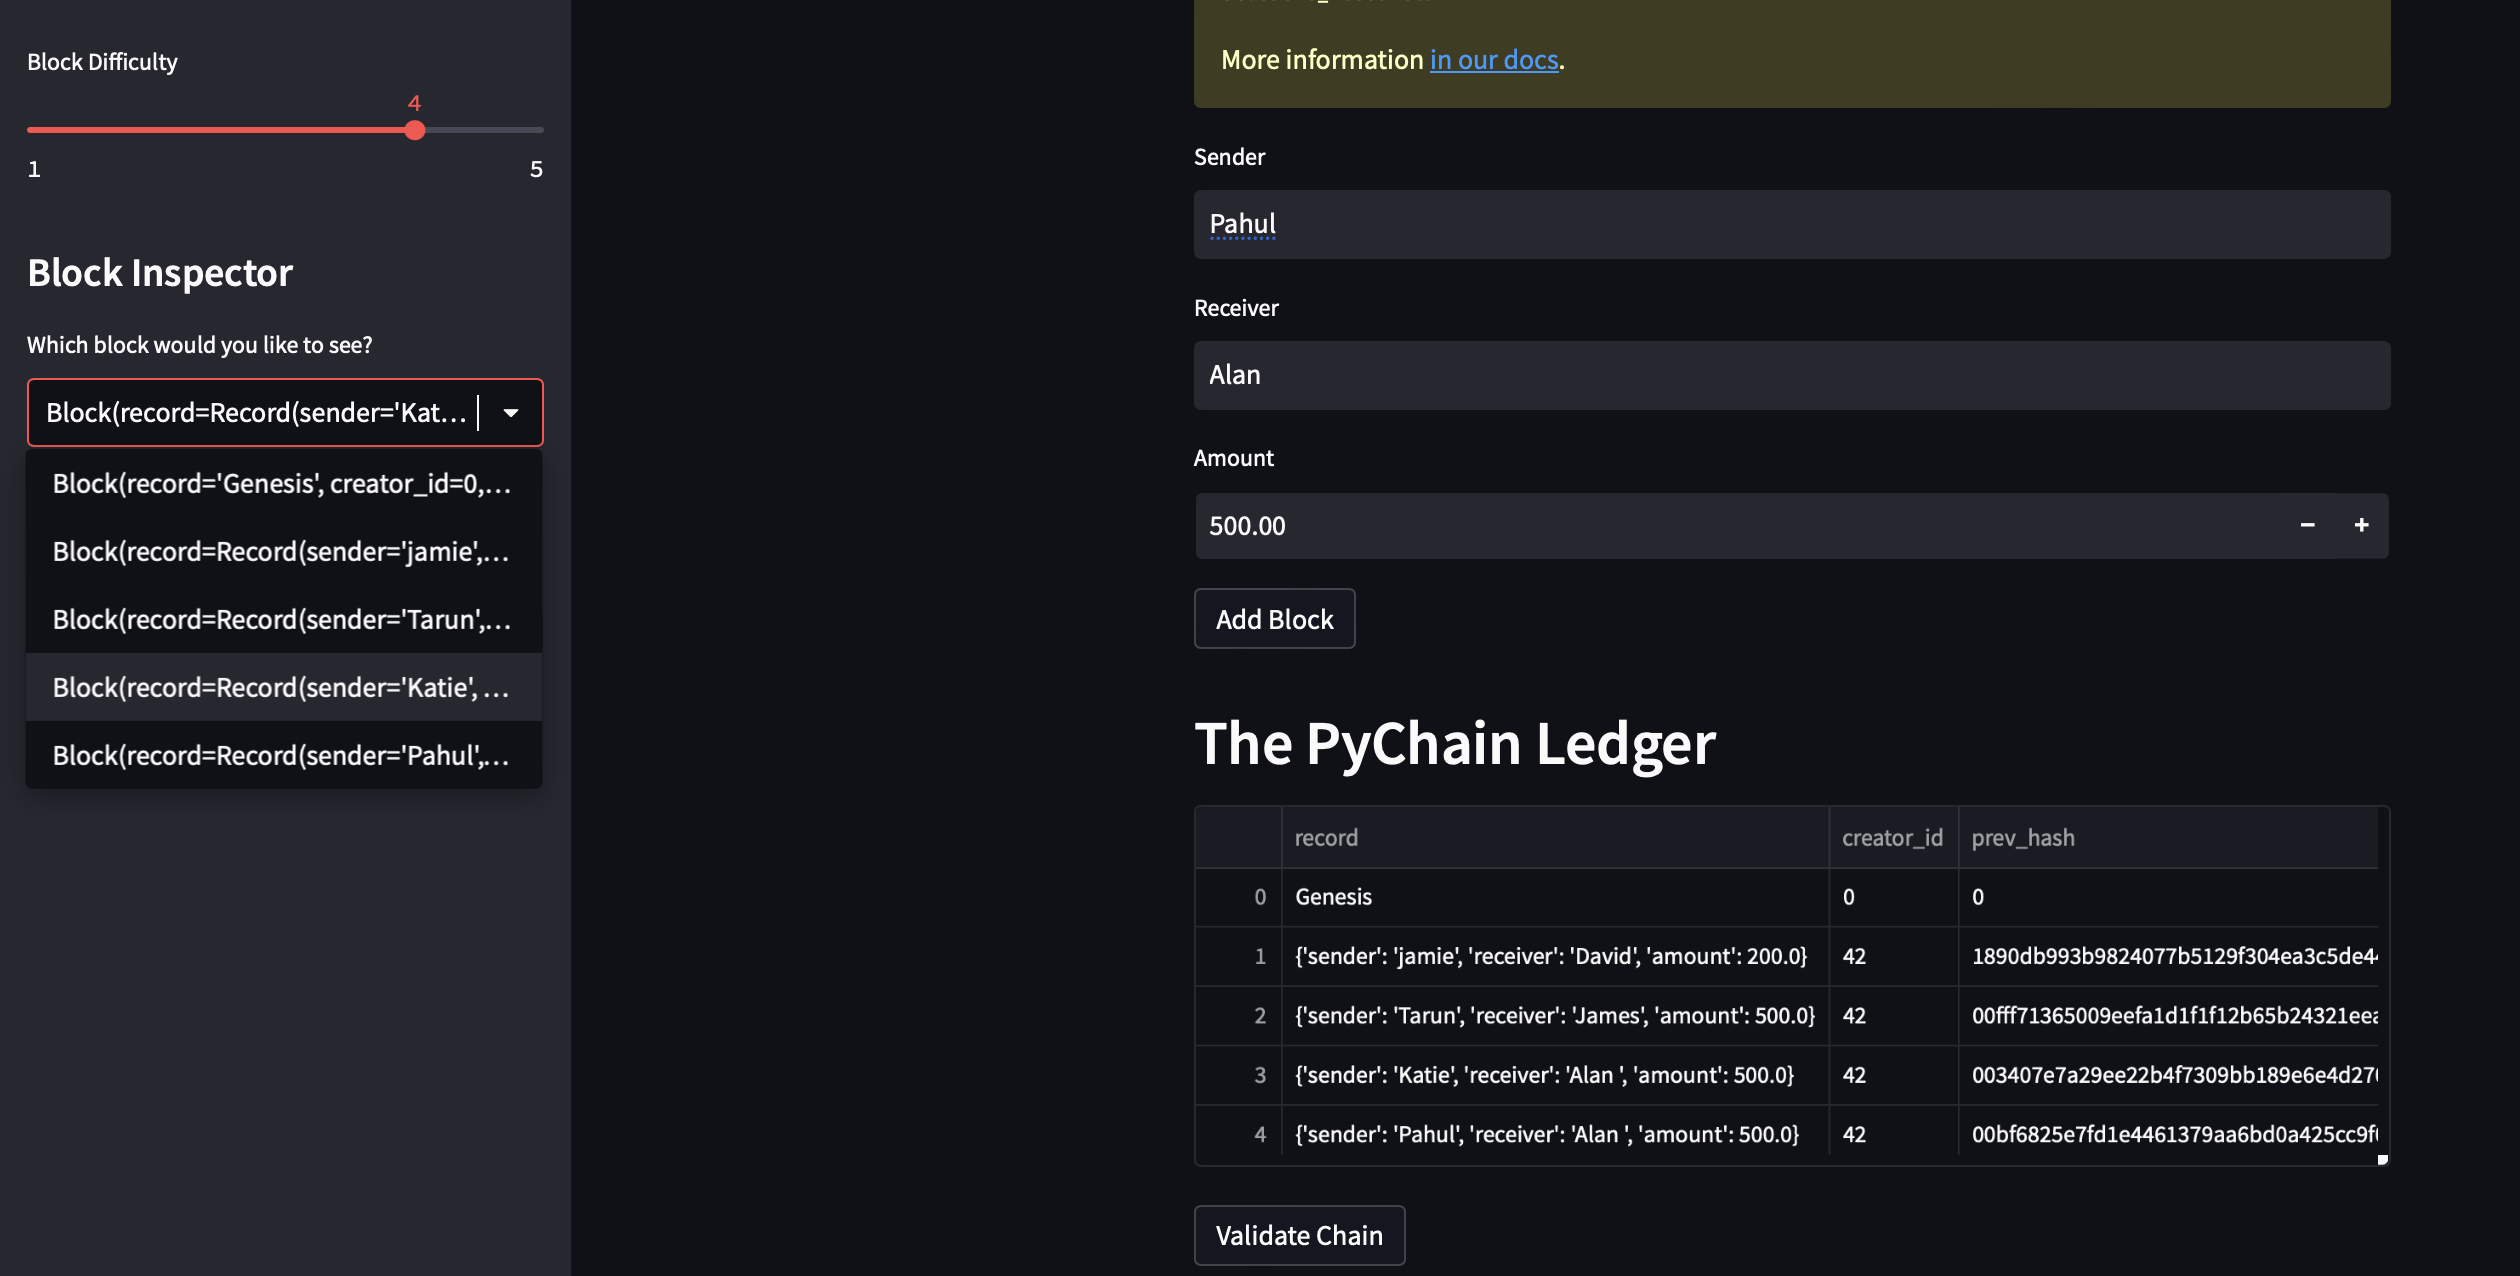 Block Difficulty
4
1 5
Block Inspector
Which block would you like to see?
Block(record=Record(sender='Kat...
Block(record='Genesis', creator_id=0,...
Block(record=Record(sender='jamie',...
Block(record=Record(sender='Tarun',...
Block(record=Record(sender='Katie', ...
Block(record=Record(sender='Pahul',...
More information in our docs.
Sender
Pahul
Receiver
Alan
Amount
500.00 − +
Add Block
The PyChain Ledger
record creator_id prev_hash
0 Genesis 0 0
1 {'sender': 'jamie', 'receiver': 'David', 'amount': 200.0} 42 1890db993b9824077b5129f304ea3c5de4
2 {'sender': 'Tarun', 'receiver': 'James', 'amount': 500.0} 42 00fff71365009eefa1d1f1f12b65b24321eea
3 {'sender': 'Katie', 'receiver': 'Alan ', 'amount': 500.0} 42 003407e7a29ee22b4f7309bb189e6e4d27
4 {'sender': 'Pahul', 'receiver': 'Alan ', 'amount': 500.0} 42 00bf6825e7fd1e4461379aa6bd0a425cc9f
Validate Chain